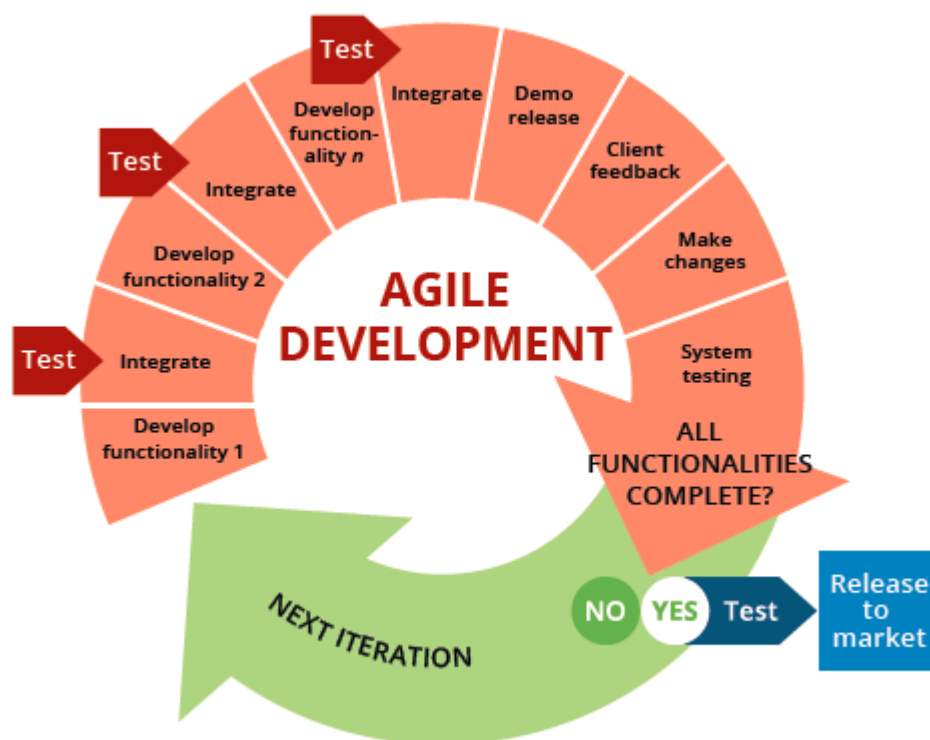 AGILE
DEVELOPMENT
Develop
functionality 1
Test
Integrate
Develop
functionality 2
Test
Integrate
Develop
function-
ality n
Test
Integrate
Demo
release
Client
feedback
Make
changes
System
testing
ALL
FUNCTIONALITIES
COMPLETE?
NO
YES
Test
Release
to
market
NEXT ITERATION